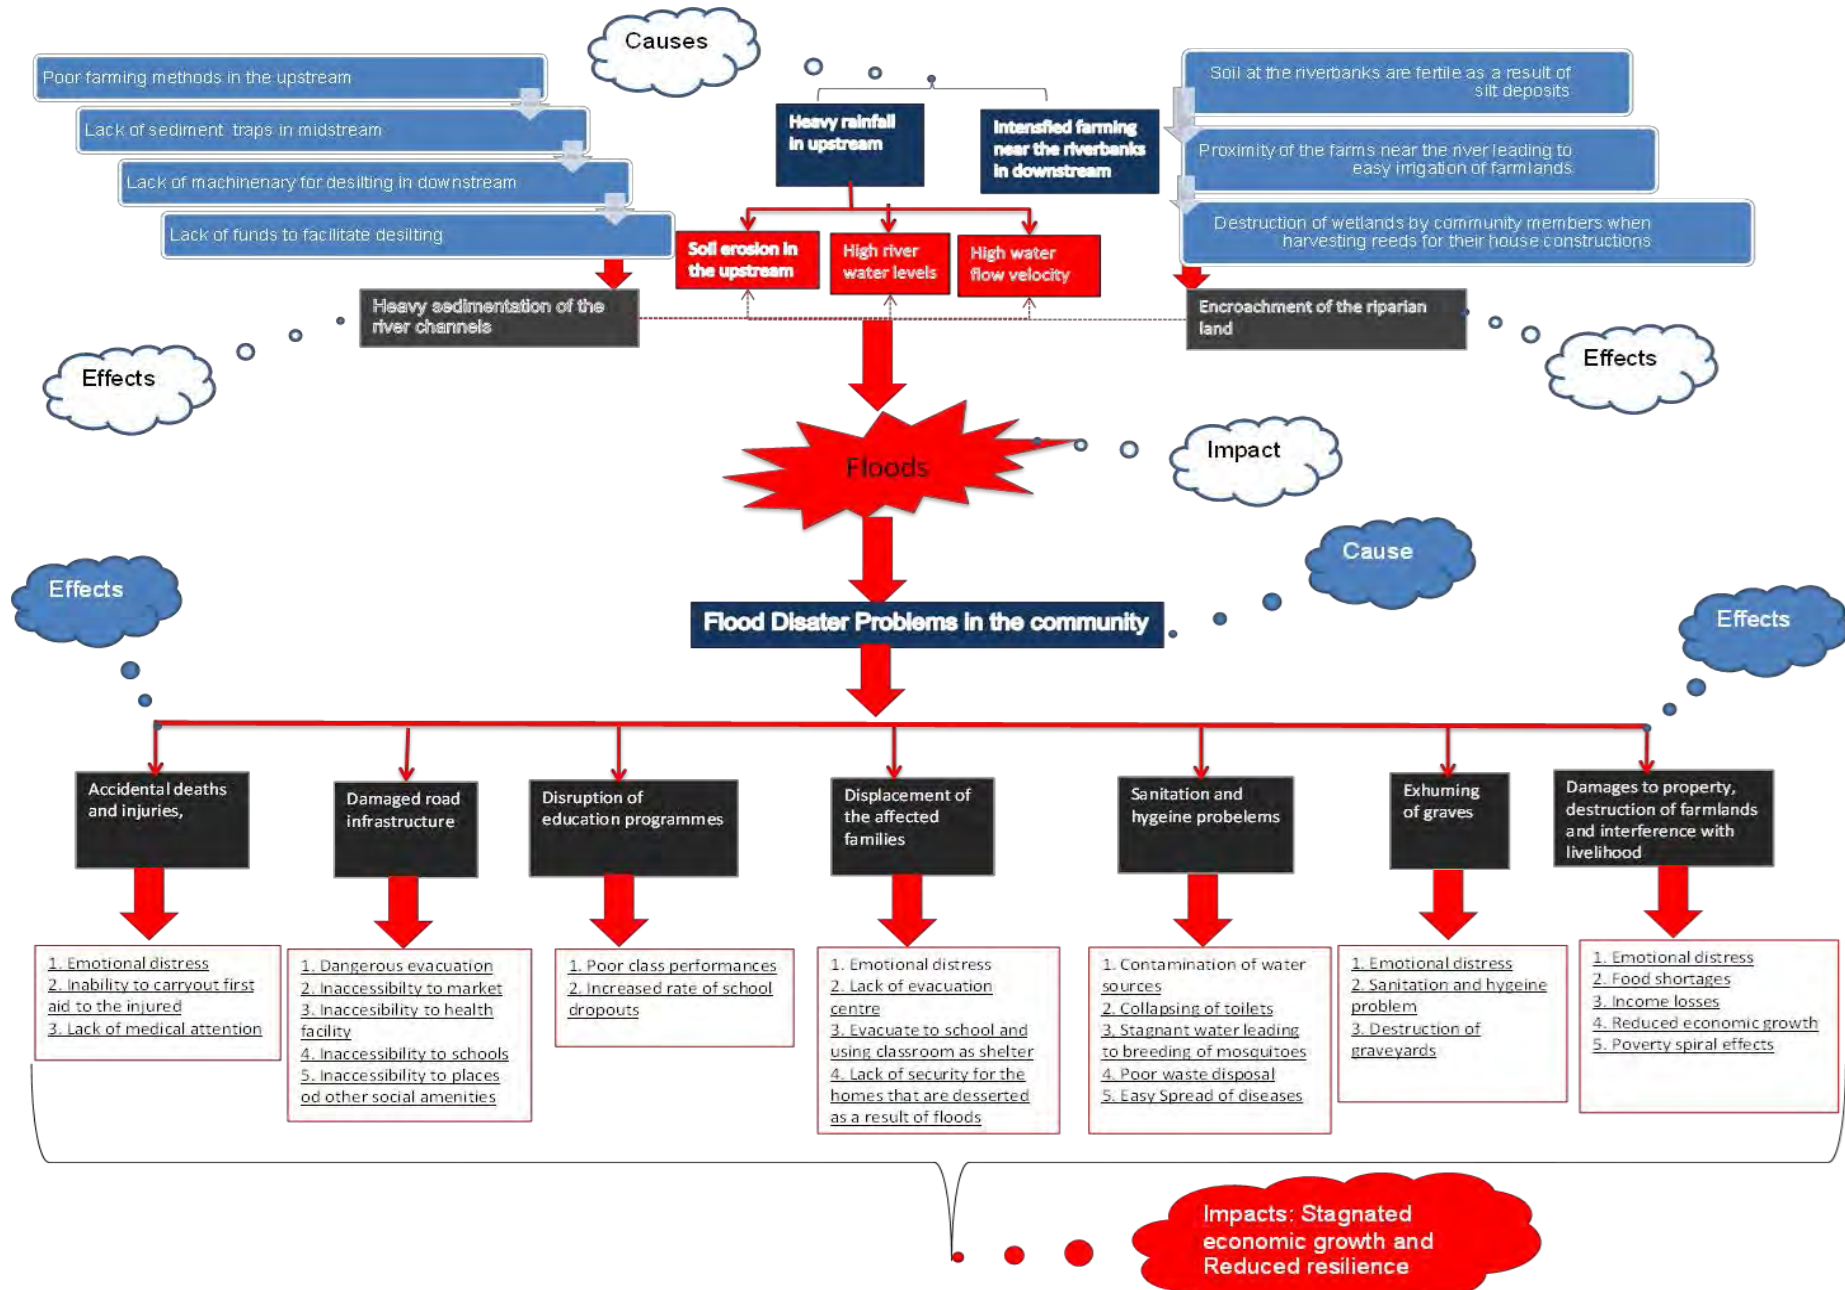 Causes
Poor farming methods in the upstream
Lack of sediment traps in midstream
Lack of machinenary for desilting in downstream
Lack of funds to facilitate desilting
Heavy rainfall
in upstream
Intensfied farming
near the riverbanks
in downstream
Soil at the riverbanks are fertile as a result of
silt deposits
Proximity of the farms near the river leading to
easy irrigation of farmlands
Destruction of wetlands by community members when
harvesting reeds for their house constructions
Soil erosion in
the upstream
High river
water levels
High water
flow velocity
Heavy sedimentation of the
river channels
Encroachment of the riparian
land
Effects
Effects
Floods
Impact
Cause
Effects
Flood Disater Problems in the community
Effects
Accidental deaths
and injuries,
Damaged road
infrastructure
Disruption of
education programmes
Displacement of
the affected
families
Sanitation and
hygeine probelems
Exhuming
of graves
Damages to property,
destruction of farmlands
and interference with
livelihood
1. Emotional distress
2. Inability to carryout first
aid to the injured
3. Lack of medical attention
1. Dangerous evacuation
2. Inaccessibilty to market
3. Inaccesibility to health
facility
4. Inaccessibility to schools
5. Inaccessibility to places
od other social amenities
1. Poor class performances
2. Increased rate of school
dropouts
1. Emotional distress
2. Lack of evacuation
centre
3. Evacuate to school and
using classroom as shelter
4. Lack of security for the
homes that are desserted
as a result of floods
1. Contamination of water
sources
2. Collapsing of toilets
3. Stagnant water leading
to breeding of mosquitoes
4. Poor waste disposal
5. Easy Spread of diseases
1. Emotional distress
2. Sanitation and hygeine
problem
3. Destruction of
graveyards
1. Emotional distress
2. Food shortages
3. Income losses
4. Reduced economic growth
5. Poverty spiral effects
Impacts: Stagnated
economic growth and
Reduced resilience